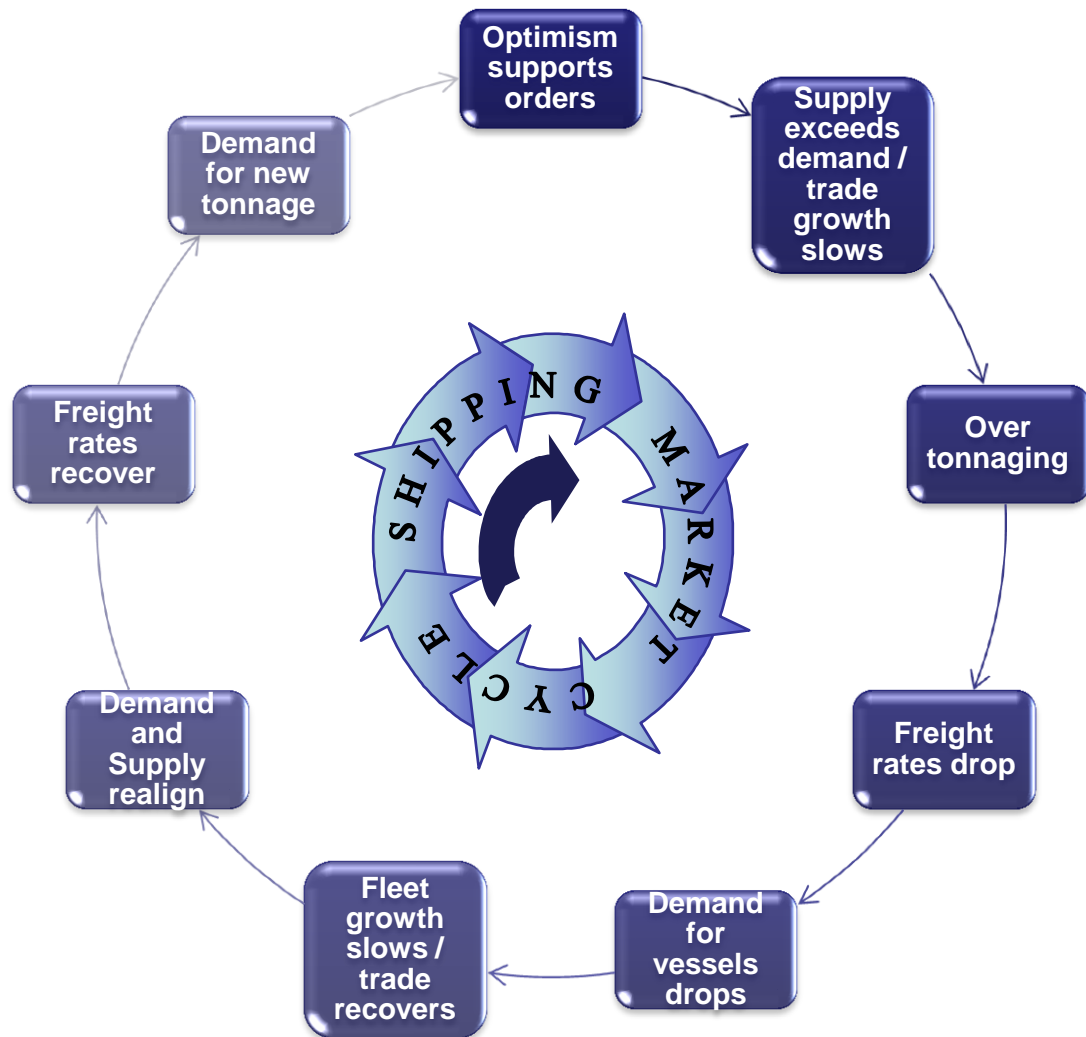 Optimism
supports
orders
Supply
exceeds
demand /
trade
growth
slows
Over
tonnaging
Freight
rates drop
Demand
for
vessels
drops
Fleet
growth
slows /
trade
recovers
Demand
and
Supply
realign
Freight
rates
recover
Demand
for new
tonnage
SHIPPING MARKET CYCLE